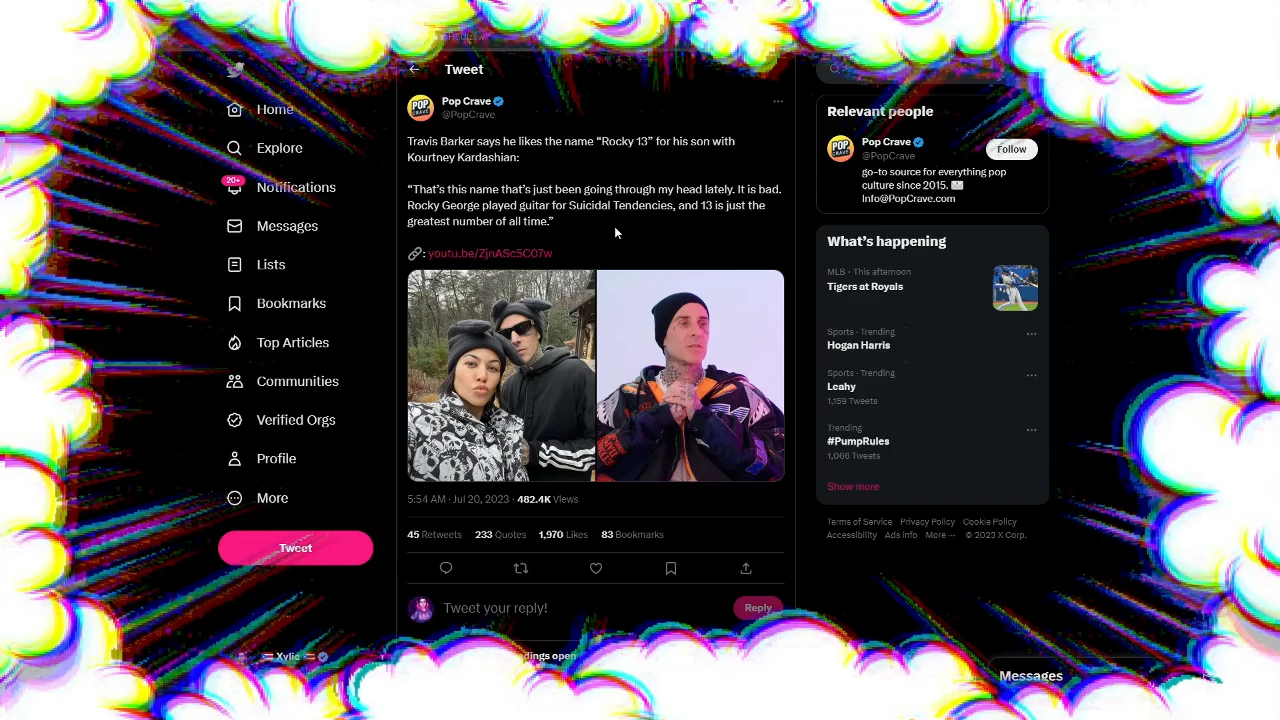 Tweet
Home
Explore
20+
Notifications
Messages
Lists
Bookmarks
Top Articles
Communities
Verified Orgs
Profile
More
Tweet
Xylie
POP CRAVE
Pop Crave
@PopCrave
Travis Barker says he likes the name “Rocky 13” for his son with
Kourtney Kardashian:
“That’s this name that’s just been going through my head lately. It is bad.
Rocky George played guitar for Suicidal Tendencies, and 13 is just the
greatest number of all time.”
: youtu.be/ZjnASc5C07w
5:54 AM · Jul 20, 2023 · 482.4K Views
45 Retweets 233 Quotes 1,970 Likes 83 Bookmarks
Tweet your reply!
Reply
open
Relevant people
POP CRAVE
Pop Crave
@PopCrave
Follow
go-to source for everything pop
culture since 2015.
Info@PopCrave.com
What’s happening
MLB · This afternoon
Tigers at Royals
Sports · Trending
Hogan Harris
Sports · Trending
Leahy
1,159 Tweets
Trending
#PumpRules
1,066 Tweets
Show more
Terms of Service Privacy Policy Cookie Policy
Accessibility Ads Info More ··· © 2023 X Corp.
Messages